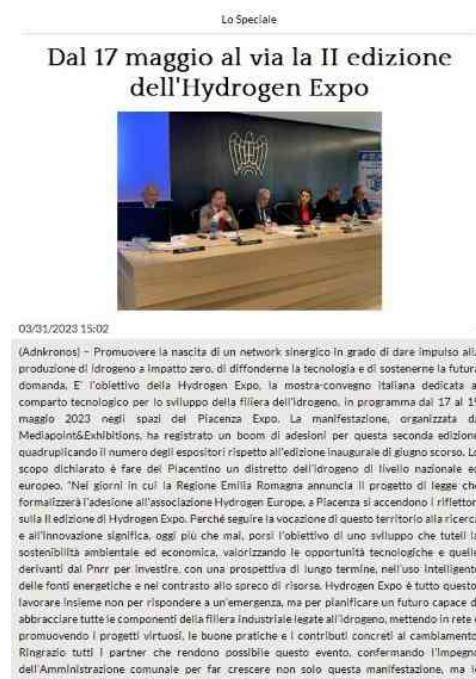 Lo Speciale
Dal 17 maggio al via la II edizione
dell'Hydrogen Expo
03/31/2023 15:02
(Adnkronos) – Promuovere la nascita di un network sinergico in grado di dare impulso alla
produzione di idrogeno a impatto zero, di diffonderne la tecnologia e di sostenerne la futura
domanda. E' l'obiettivo della Hydrogen Expo, la mostra-convegno italiana dedicata al
comparto tecnologico per lo sviluppo della filiera dell'idrogeno, in programma dal 17 al 19
maggio 2023 negli spazi del Piacenza Expo. La manifestazione, organizzata da
Mediapoint&Exhibitions, ha registrato un boom di adesioni per questa seconda edizione
quadruplicando il numero degli espositori rispetto all'edizione inaugurale di giugno scorso. Lo
scopo dichiarato è fare del Piacentino un distretto dell'idrogeno di livello nazionale ed
europeo. "Nei giorni in cui la Regione Emilia Romagna annuncia il progetto di legge che
formalizzerà l'adesione all'associazione Hydrogen Europe, a Piacenza si accendono i riflettori
sulla II edizione di Hydrogen Expo. Perché seguire la vocazione di questo territorio alla ricerca
e all'innovazione significa, oggi più che mai, porsi l'obiettivo di uno sviluppo che tuteli la
sostenibilità ambientale ed economica, valorizzando le opportunità tecnologiche e quelle
derivanti dal Pnrr per investire, con una prospettiva di lungo termine, nell'uso intelligente
delle fonti energetiche e nel contrasto allo spreco di risorse. Hydrogen Expo è tutto questo:
lavorare insieme non per rispondere a un'emergenza, ma per pianificare un futuro capace di
abbracciare tutte le componenti della filiera industriale legate all'idrogeno, mettendo in rete e
promuovendo i progetti virtuosi, le buone pratiche e i contributi concreti al cambiamento.
Ringrazio tutti i partner che rendono possibile questo evento, confermando l'impegno
dell'Amministrazione comunale per far crescere non solo questa manifestazione, ma le